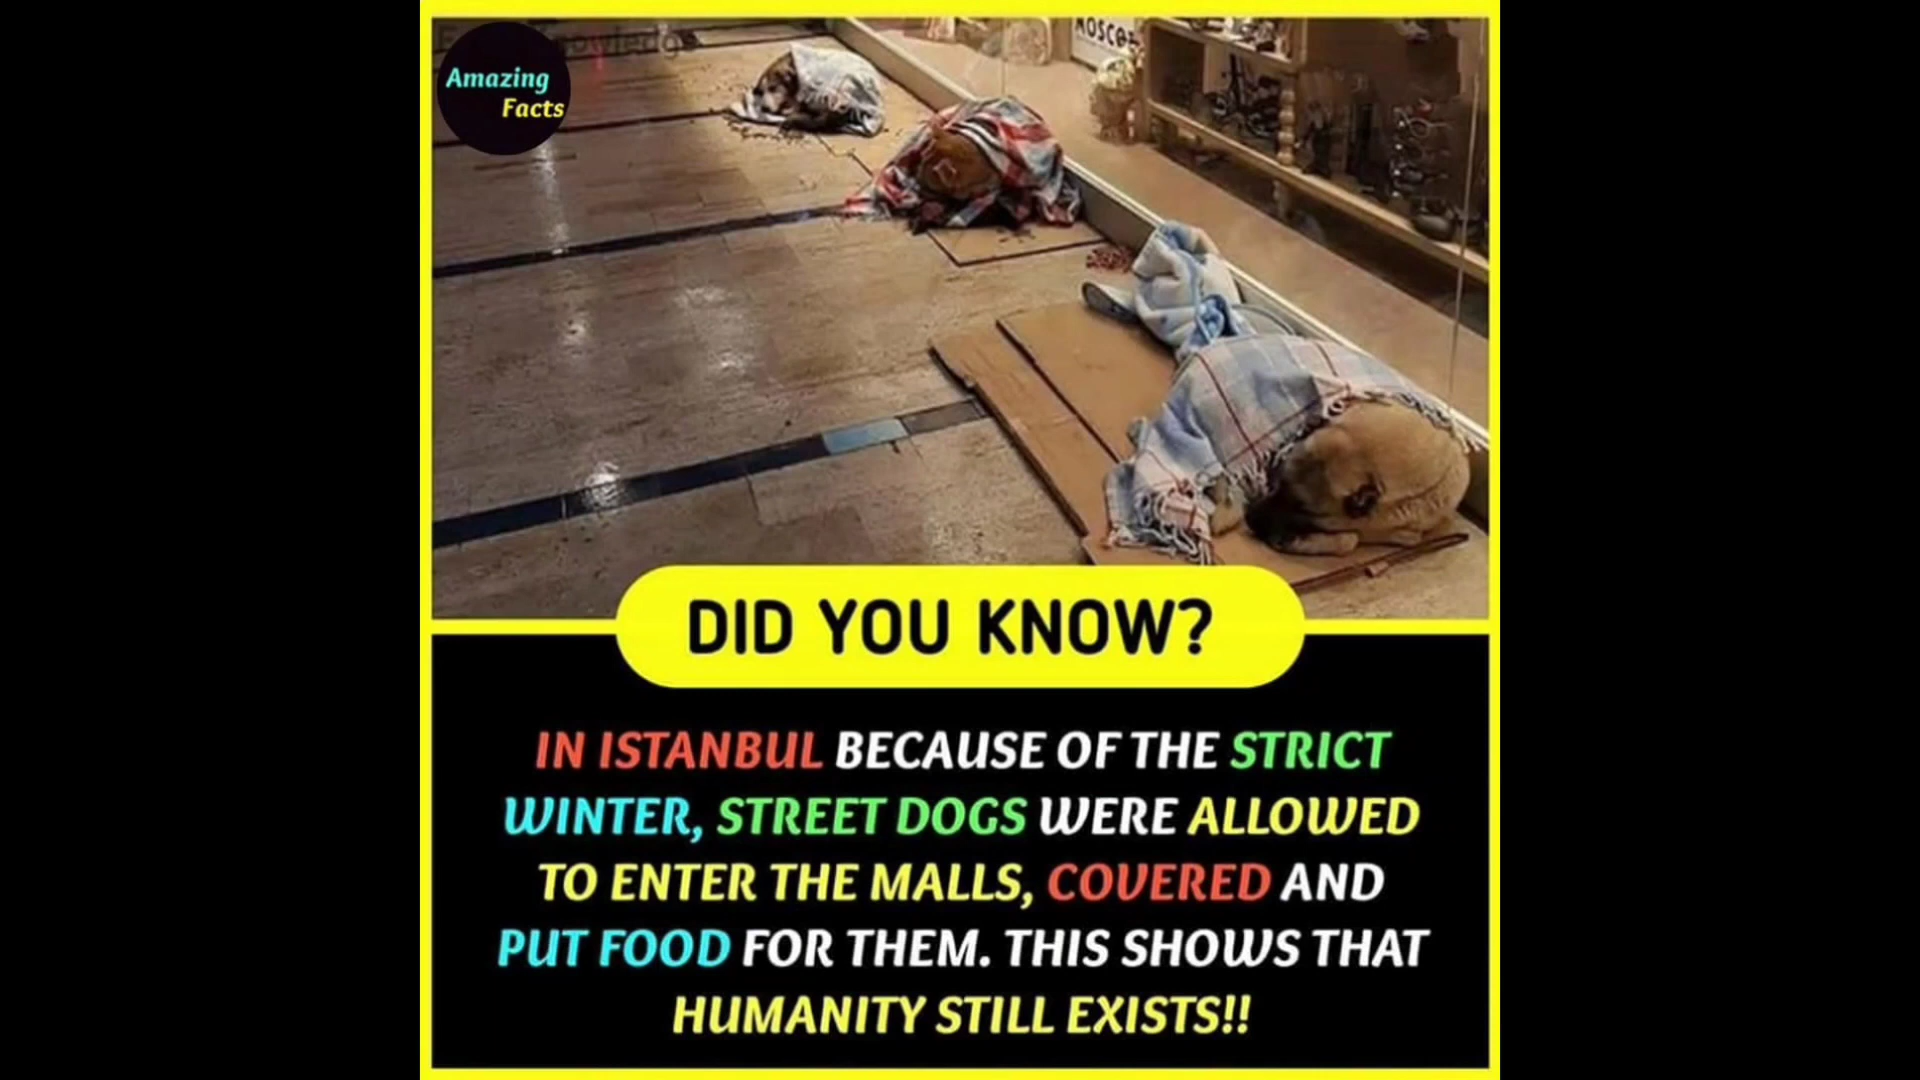 Amazing
Facts
DID YOU KNOW?
IN ISTANBUL BECAUSE OF THE STRICT
WINTER, STREET DOGS WERE ALLOWED
TO ENTER THE MALLS, COVERED AND
PUT FOOD FOR THEM. THIS SHOWS THAT
HUMANITY STILL EXISTS!!